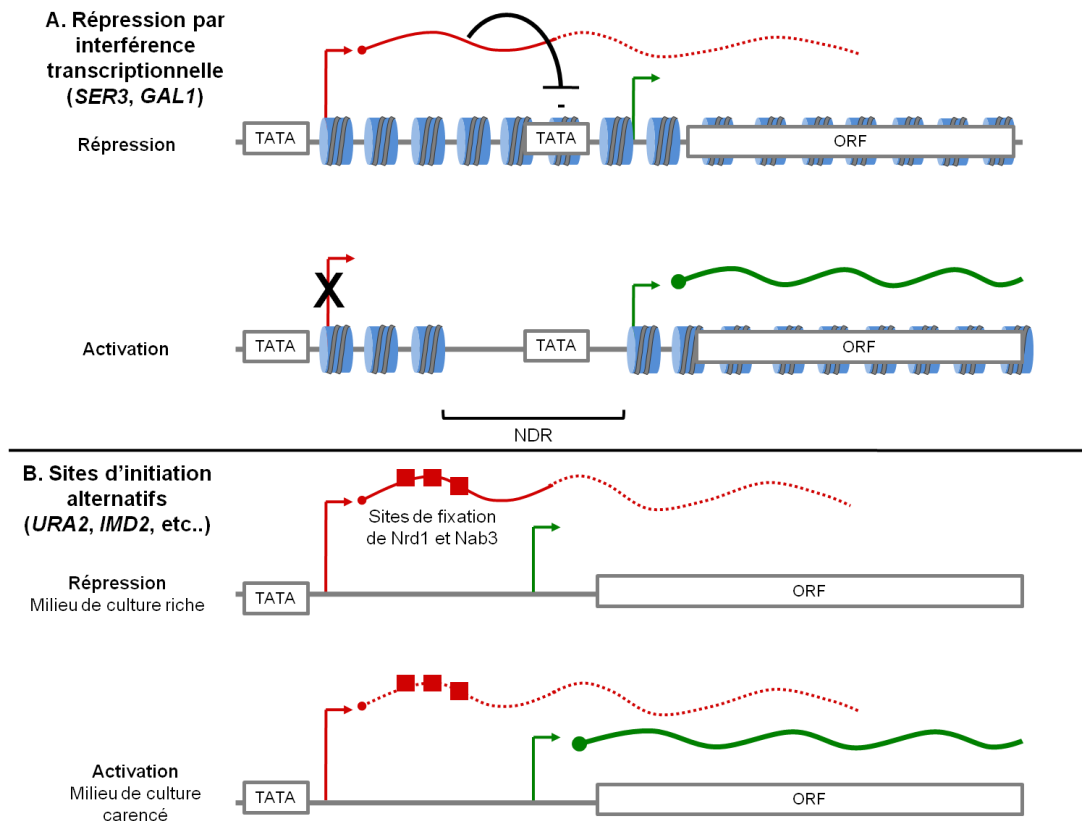 A. Répression par
interférence
transcriptionnelle
(SER3, GAL1)
Répression
TATA
-
TATA
ORF
Activation
X
TATA
TATA
ORF
NDR
B. Sites d'initiation
alternatifs
(URA2, IMD2, etc..)
Sites de fixation
de Nrd1 et Nab3
Répression
Milieu de culture riche
TATA
ORF
Activation
Milieu de culture
carencé
TATA
ORF